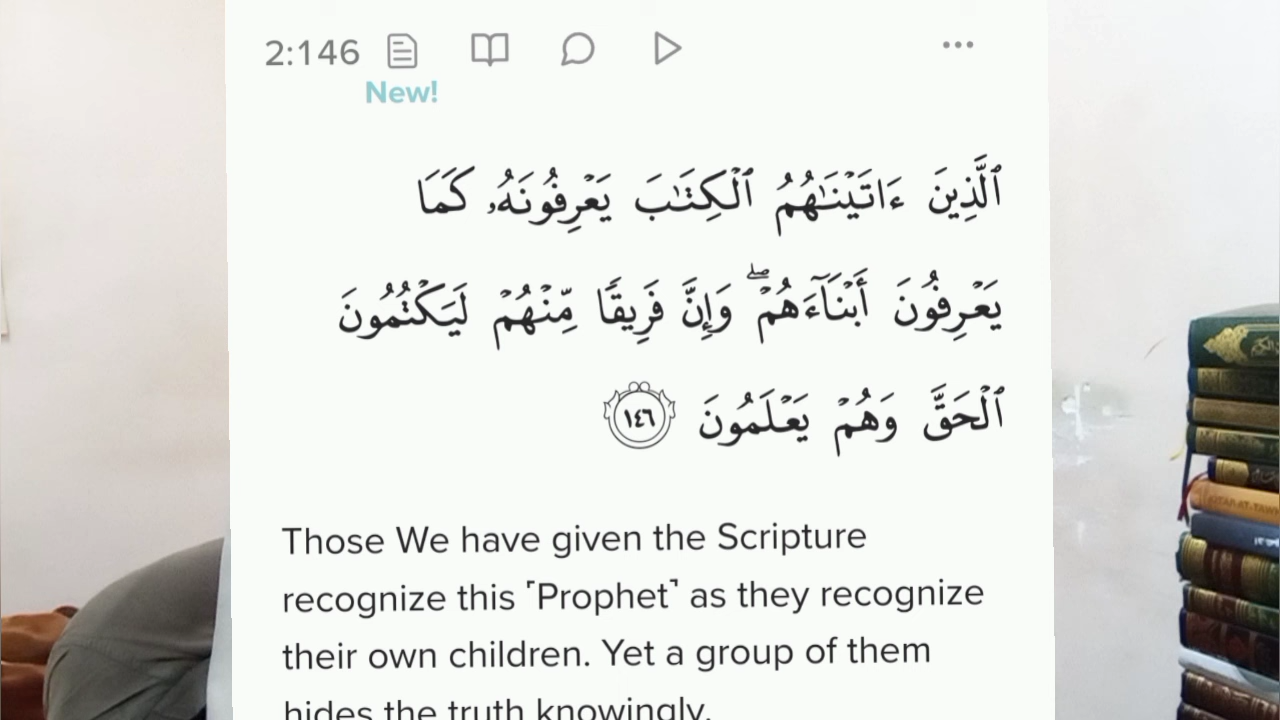 2:146
New!
ٱلَّذِينَ ءَاتَيۡنَٰهُمُ ٱلۡكِتَٰبَ يَعۡرِفُونَهُۥ كَمَا
يَعۡرِفُونَ أَبۡنَآءَهُمۡۖ وَإِنَّ فَرِيقٗا مِّنۡهُمۡ لَيَكۡتُمُونَ
ٱلۡحَقَّ وَهُمۡ يَعۡلَمُونَ ١٤٦
Those We have given the Scripture
recognize this ˹Prophet˺ as they recognize
their own children. Yet a group of them
hides the truth knowingly.